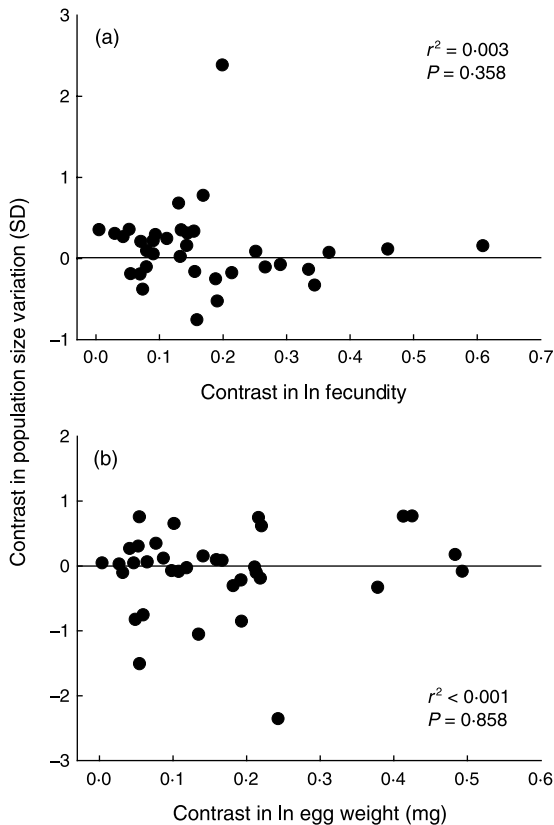 Contrast in population size variation (SD)
(a)
r² = 0·003
P = 0·358
3
2
1
0
–1
0·0 0·1 0·2 0·3 0·4 0·5 0·6 0·7
Contrast in ln fecundity
(b)
2
1
0
–1
–2
–3
r² < 0·001
P = 0·858
0·0 0·1 0·2 0·3 0·4 0·5 0·6
Contrast in ln egg weight (mg)